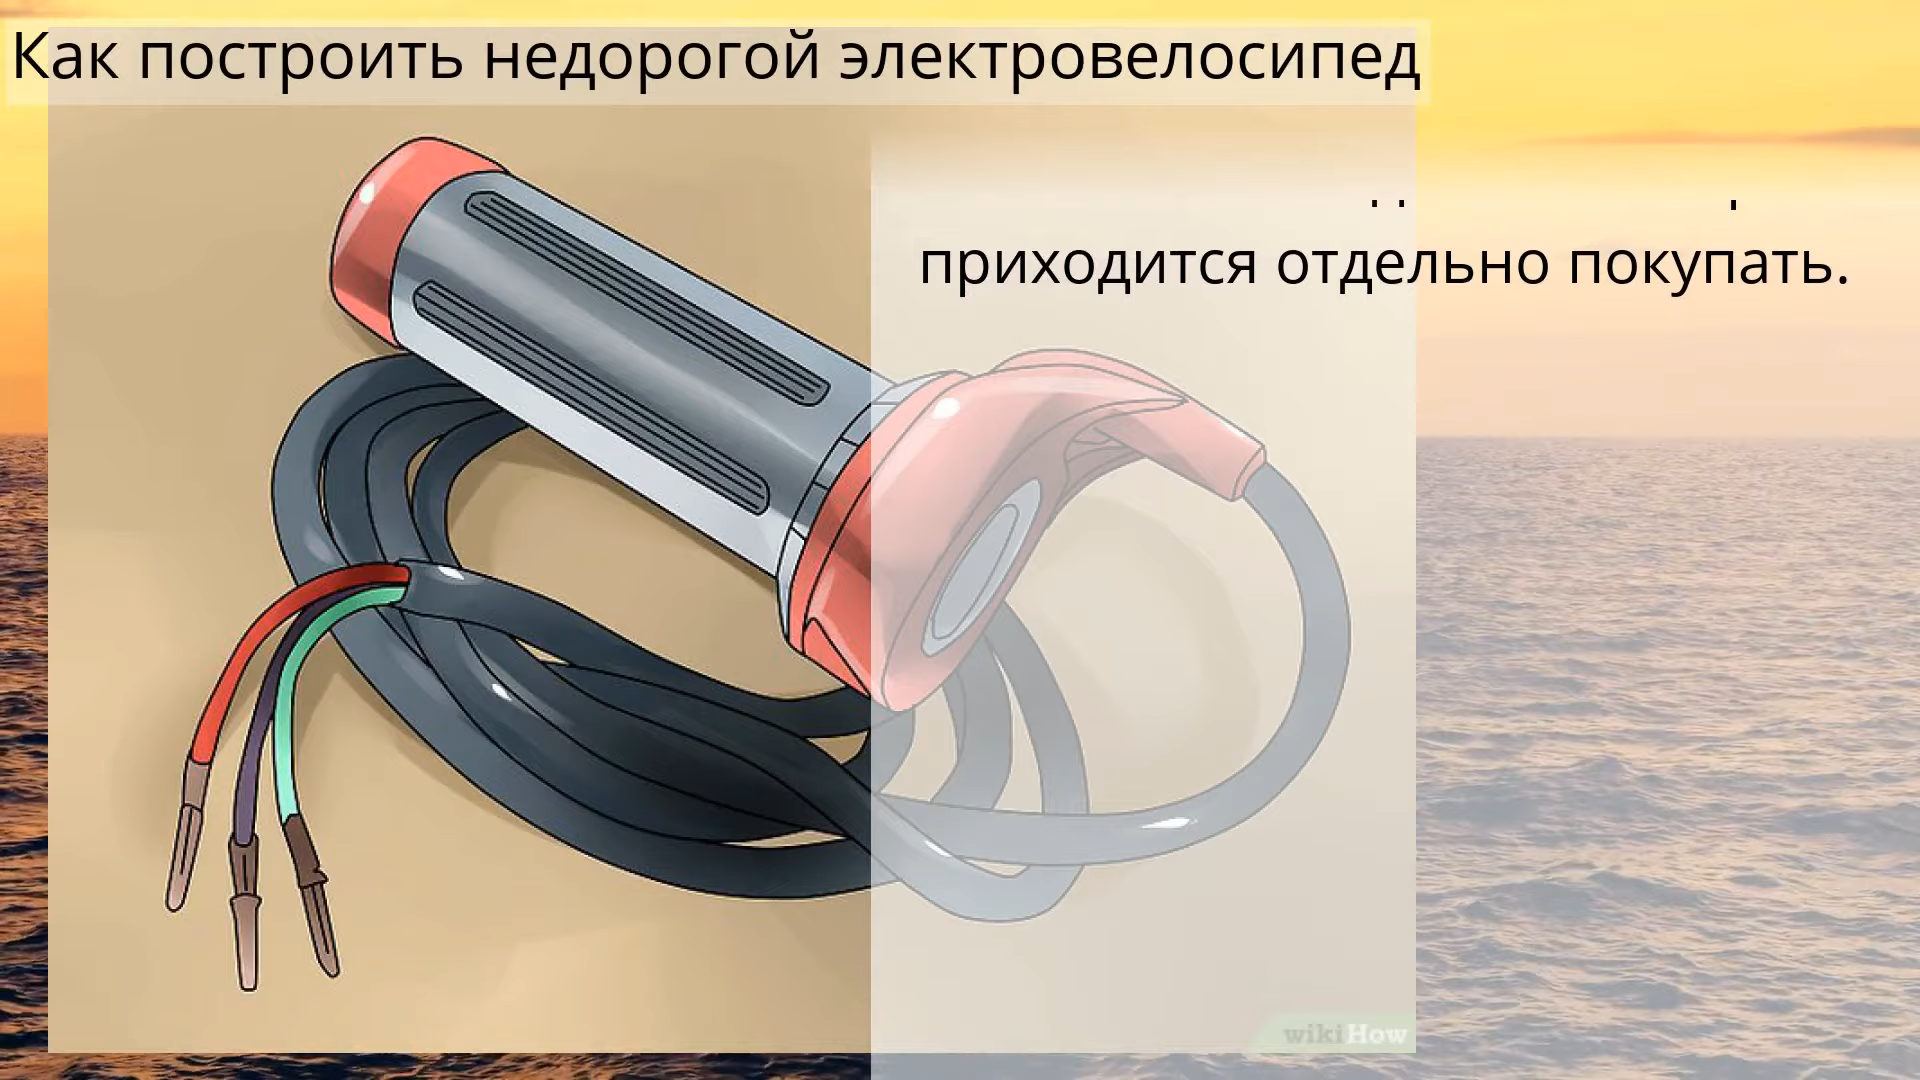 Как построить недорогой электровелосипед
приходится отдельно покупать.
wikiHow